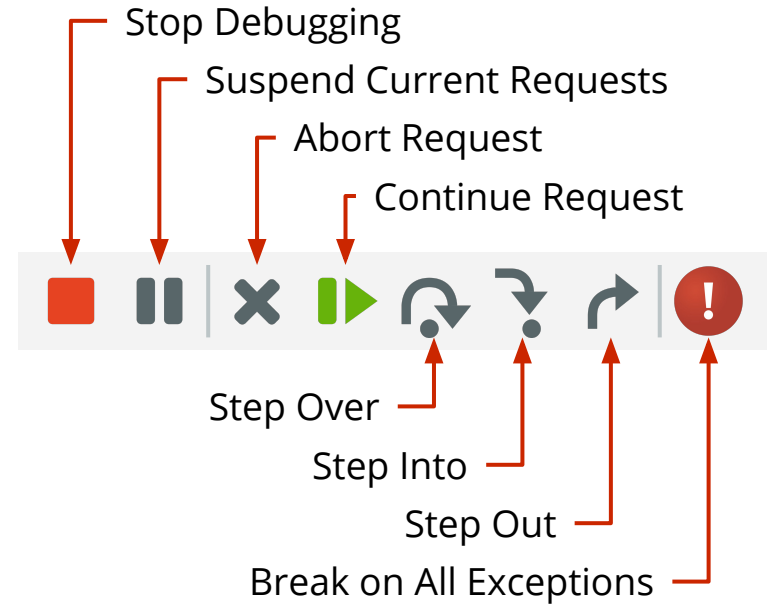 Stop Debugging
Suspend Current Requests
Abort Request
Continue Request
Step Over
Step Into
Step Out
Break on All Exceptions